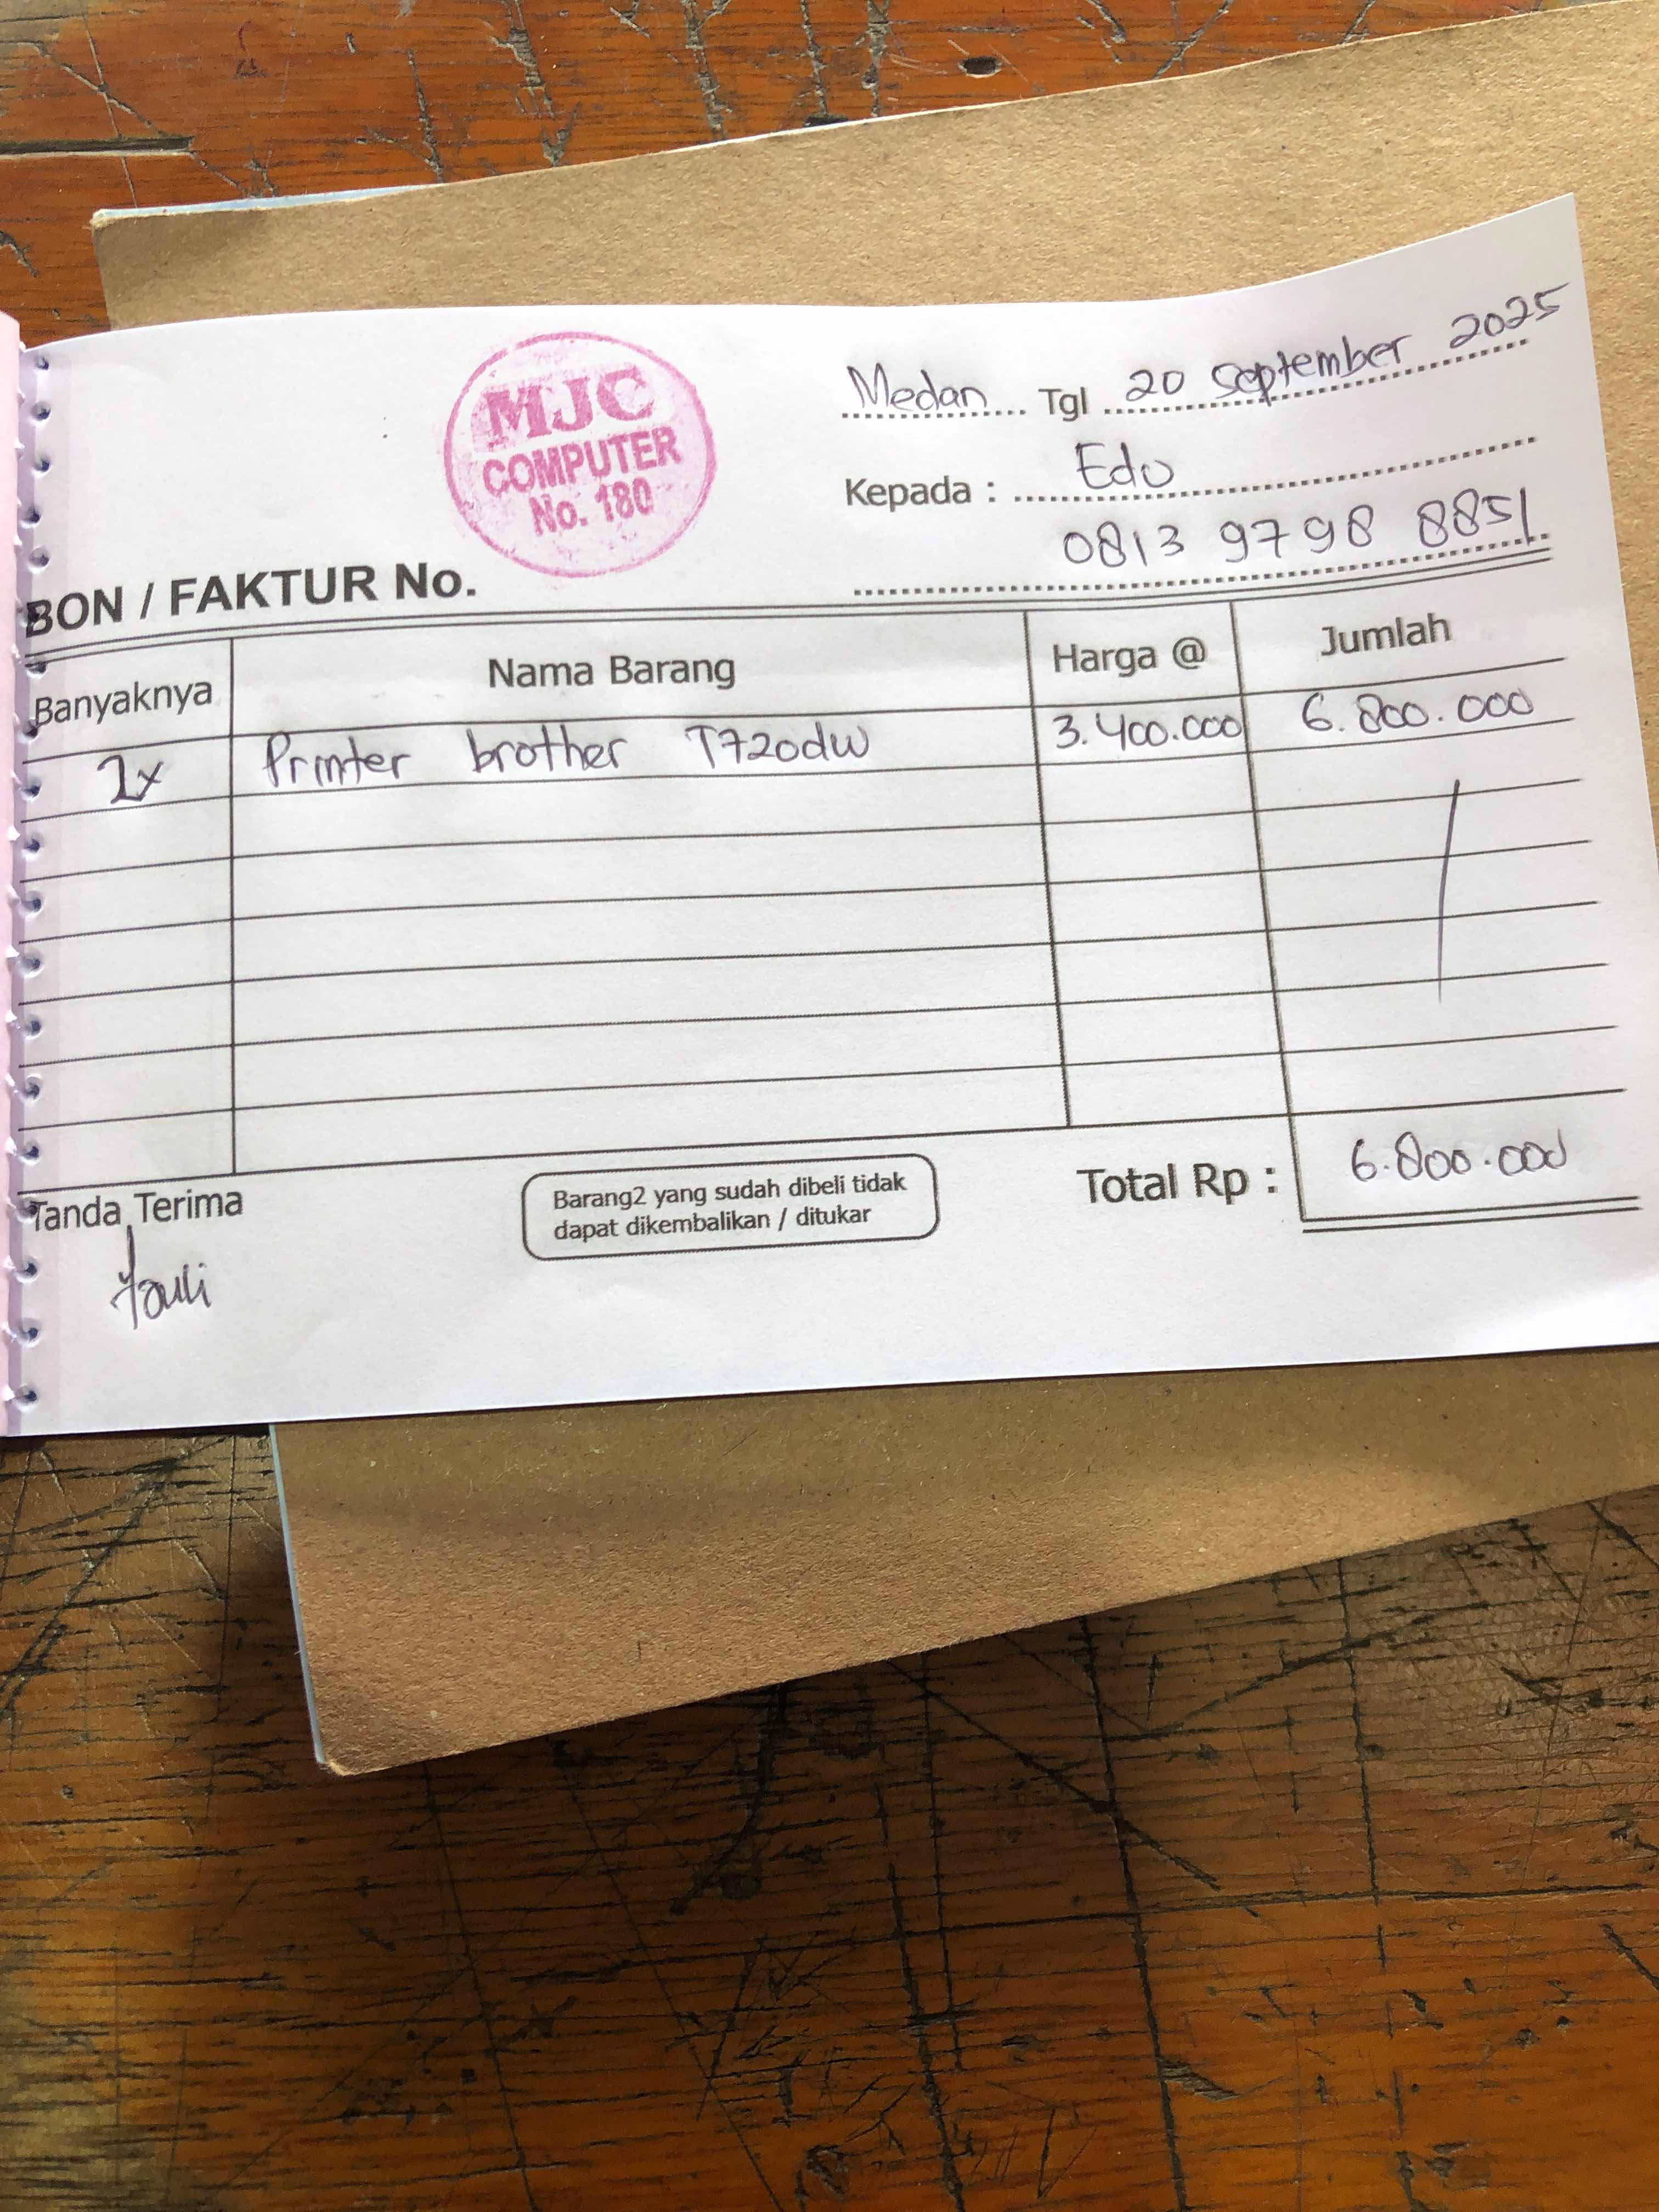 MJC
COMPUTER
No. 180
Medan Tgl 20 September 2025
Kepada : Edu
0813 9798 8851
BON / FAKTUR No.
Banyaknya Nama Barang Harga @ Jumlah
2x Printer brother T720dw 3.400.000 6.800.000
Total Rp : 6.800.000
Tanda Terima
Barang2 yang sudah dibeli tidak
dapat dikembalikan / ditukar